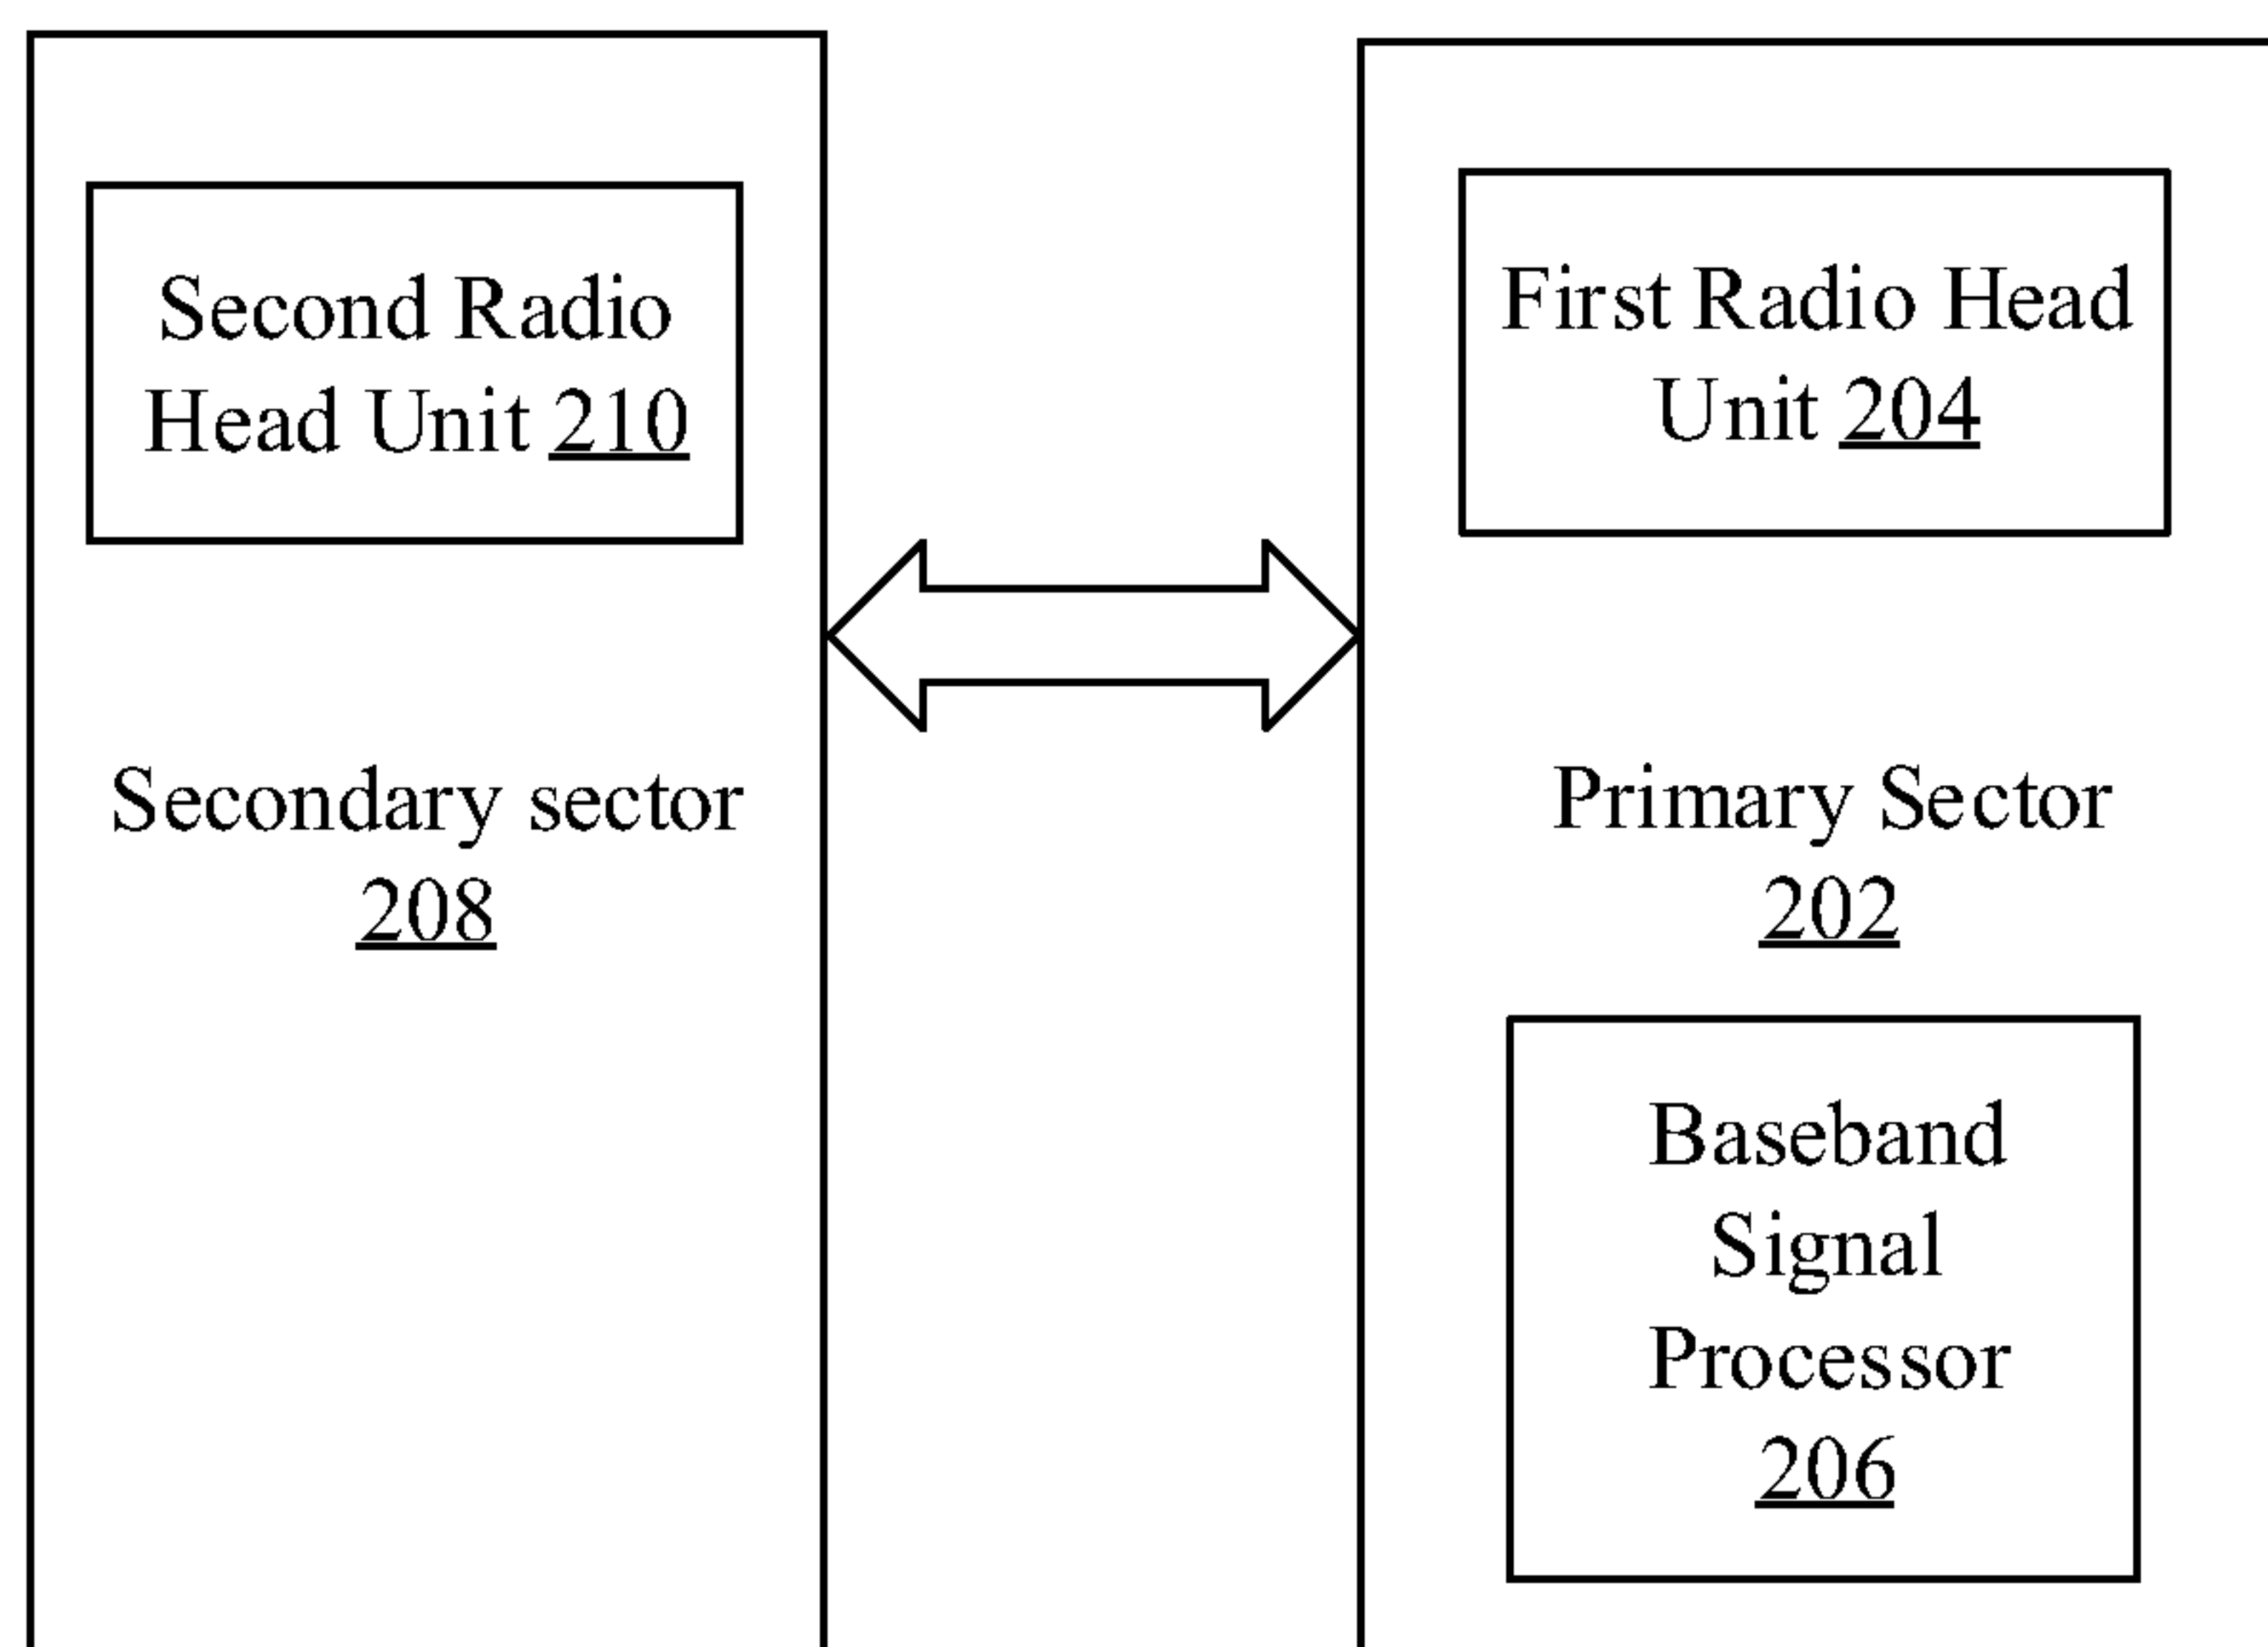 Second Radio
Head Unit 210
Secondary sector
208
First Radio Head
Unit 204
Primary Sector
202
Baseband
Signal
Processor
206